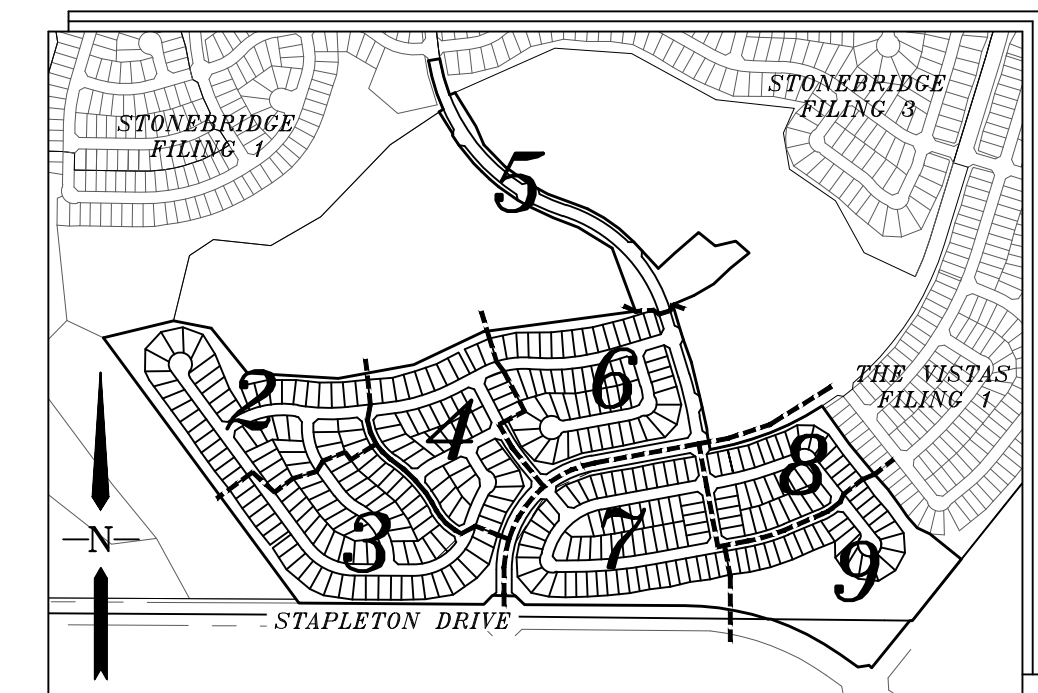 STONEBRIDGE
FILING 3
STONEBRIDGE
FILING 1
5
6
THE VISTAS
FILING 1
2
4
8
7
3
N
9
STAPLETON DRIVE